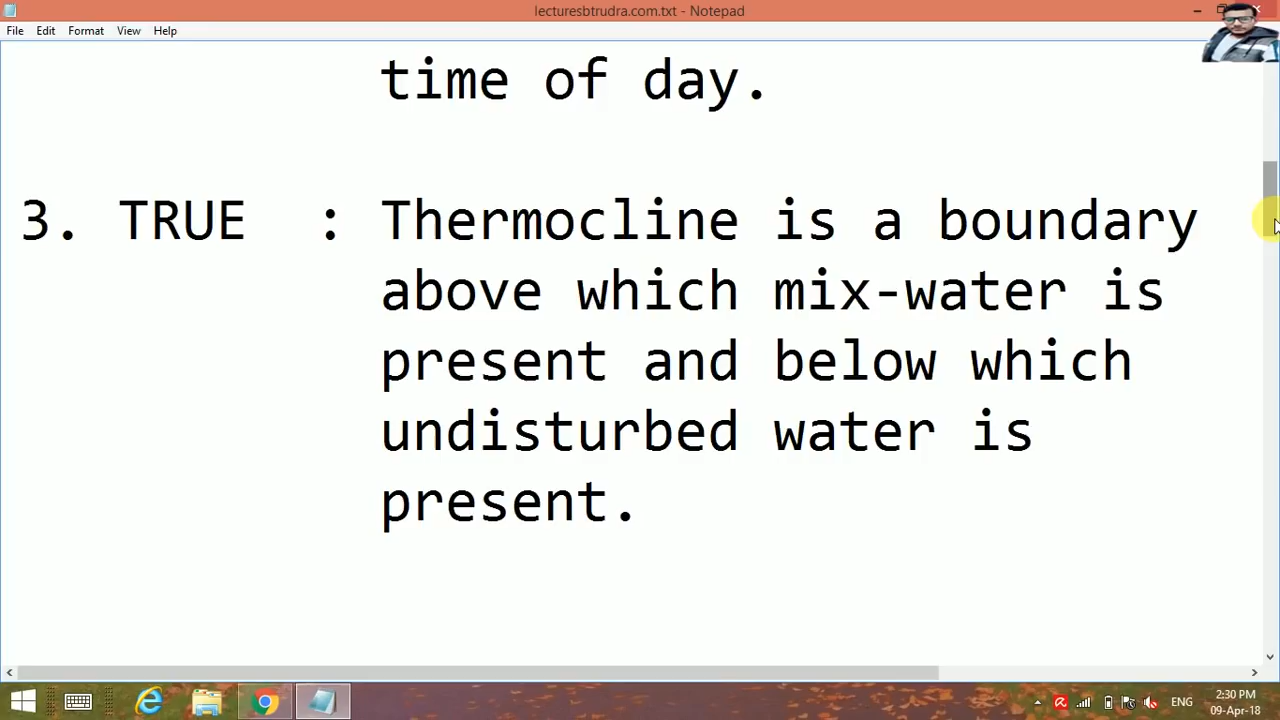 lecturesbtrudra.com.txt - Notepad
File Edit Format View Help
time of day.
3. TRUE : Thermocline is a boundary
above which mix-water is
present and below which
undisturbed water is
present.
ENG
2:30 PM
09-Apr-18